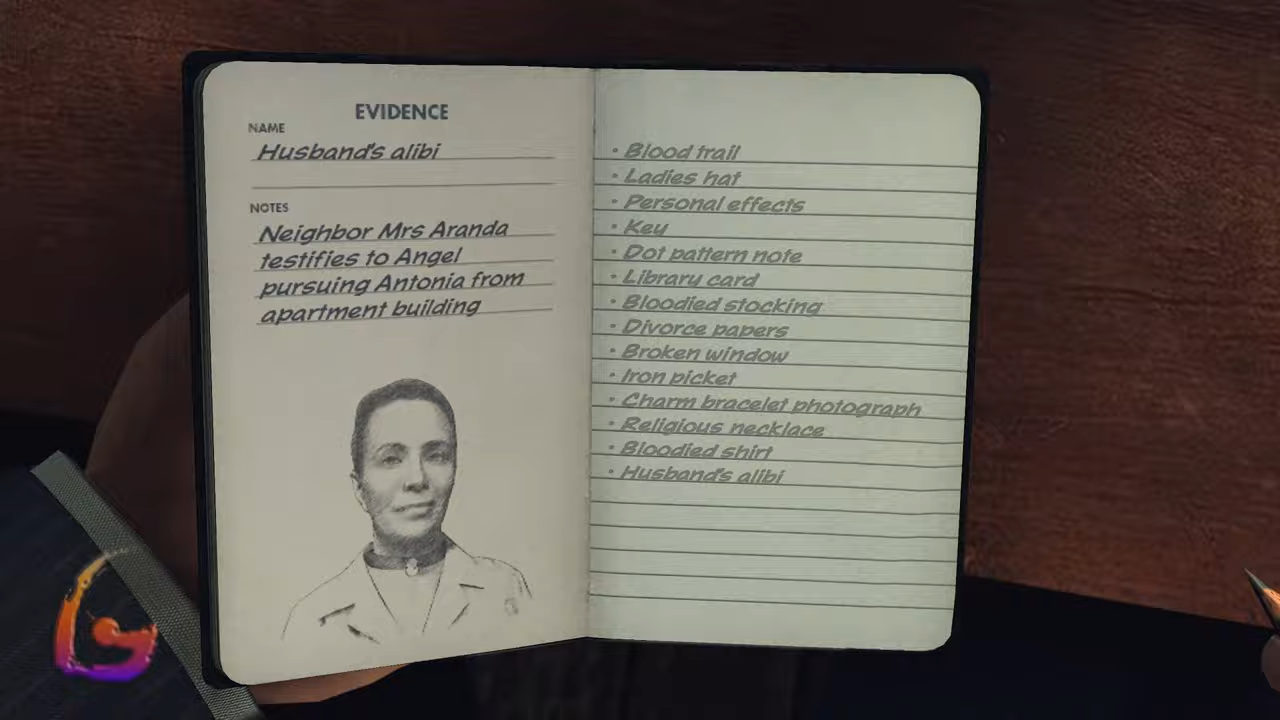 EVIDENCE
NAME
Husband's alibi
NOTES
Neighbor Mrs Aranda
testifies to Angel
pursuing Antonia from
apartment building
• Blood trail
• Ladies hat
• Personal effects
• Key
• Dot pattern note
• Library card
• Bloodied stocking
• Divorce papers
• Broken window
• Iron picket
• Charm bracelet photograph
• Religious necklace
• Bloodied shirt
• Husband's alibi